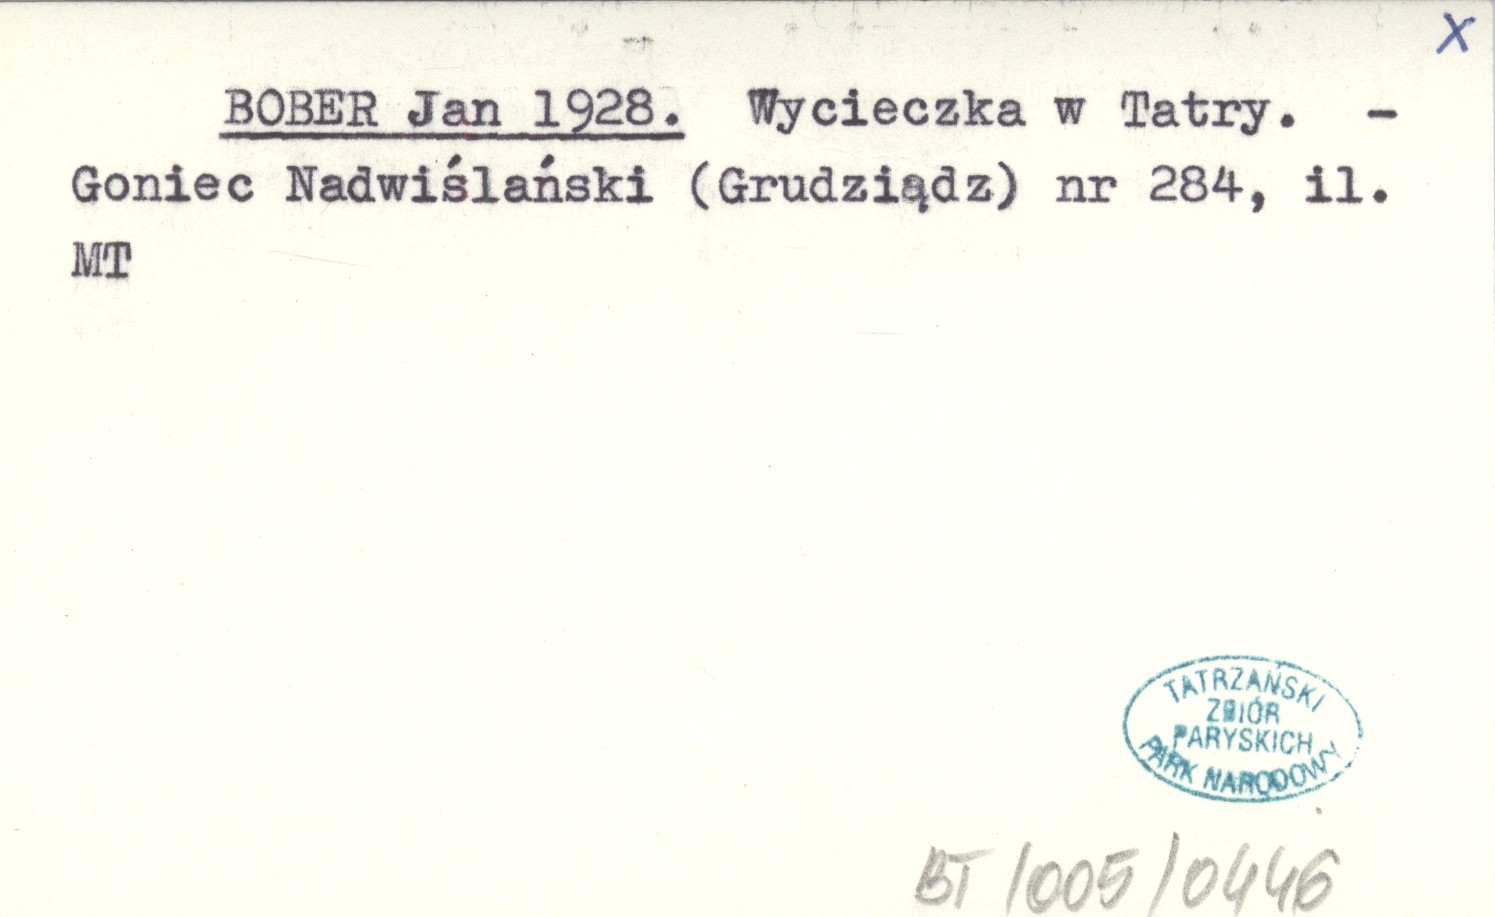 X
BOBER Jan 1928. Wycieczka w Tatry. -
Goniec Nadwiślański (Grudziądz) nr 284, il.
MT
TATRZAŃSKI
ZBIÓR
PARYSKICH
PARK NARODOWY
BT/005/0446